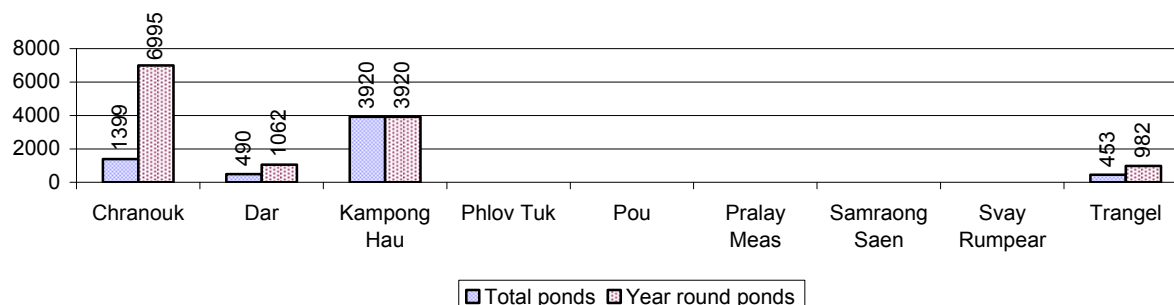 8000
6000
4000
2000
0
1399
6995
490
1062
3920
3920
453
982
Chranouk
Dar
Kampong
Hau
Phlov Tuk
Pou
Pralay
Meas
Samraong
Saen
Svay
Rumpear
Trangel
Total ponds
Year round ponds